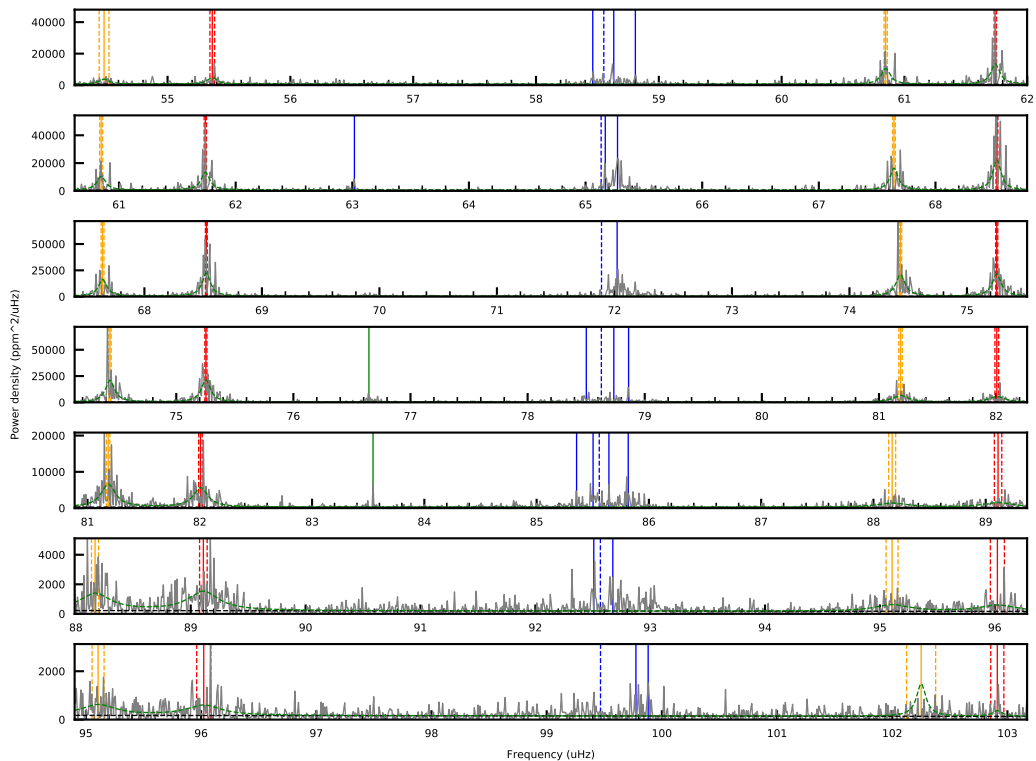 40000
20000
0
55 56 57 58 59 60 61 62
40000
20000
0
61 62 63 64 65 66 67 68
50000
25000
0
68 69 70 71 72 73 74 75
Power density (ppm^2/uHz)
50000
25000
0
75 76 77 78 79 80 81 82
20000
10000
0
81 82 83 84 85 86 87 88 89
4000
2000
0
88 89 90 91 92 93 94 95 96
2000
0
95 96 97 98 99 100 101 102 103
Frequency (uHz)